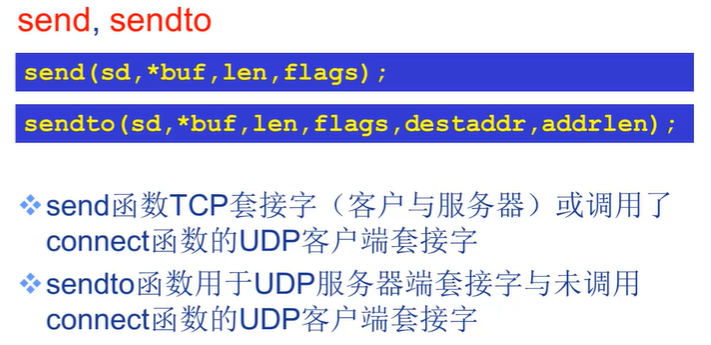 send, sendto
send(sd,*buf,len,flags);
sendto(sd,*buf,len,flags,destaddr,addrlen);
send函数TCP套接字（客户与服务器）或调用了
connect函数的UDP客户端套接字
sendto函数用于UDP服务器端套接字与未调用
connect函数的UDP客户端套接字